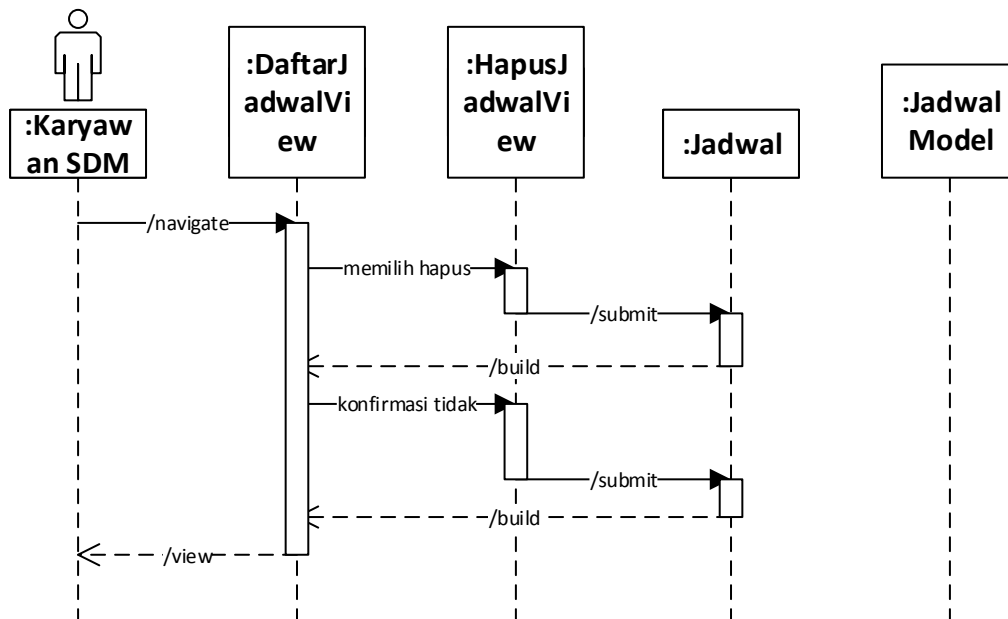 :Karyaw
an SDM
:DaftarJ
adwalVi
ew
:HapusJ
adwalVi
ew
:Jadwal
:Jadwal
Model
/navigate
memilih hapus
/submit
/build
konfirmasi tidak
/submit
/build
/view